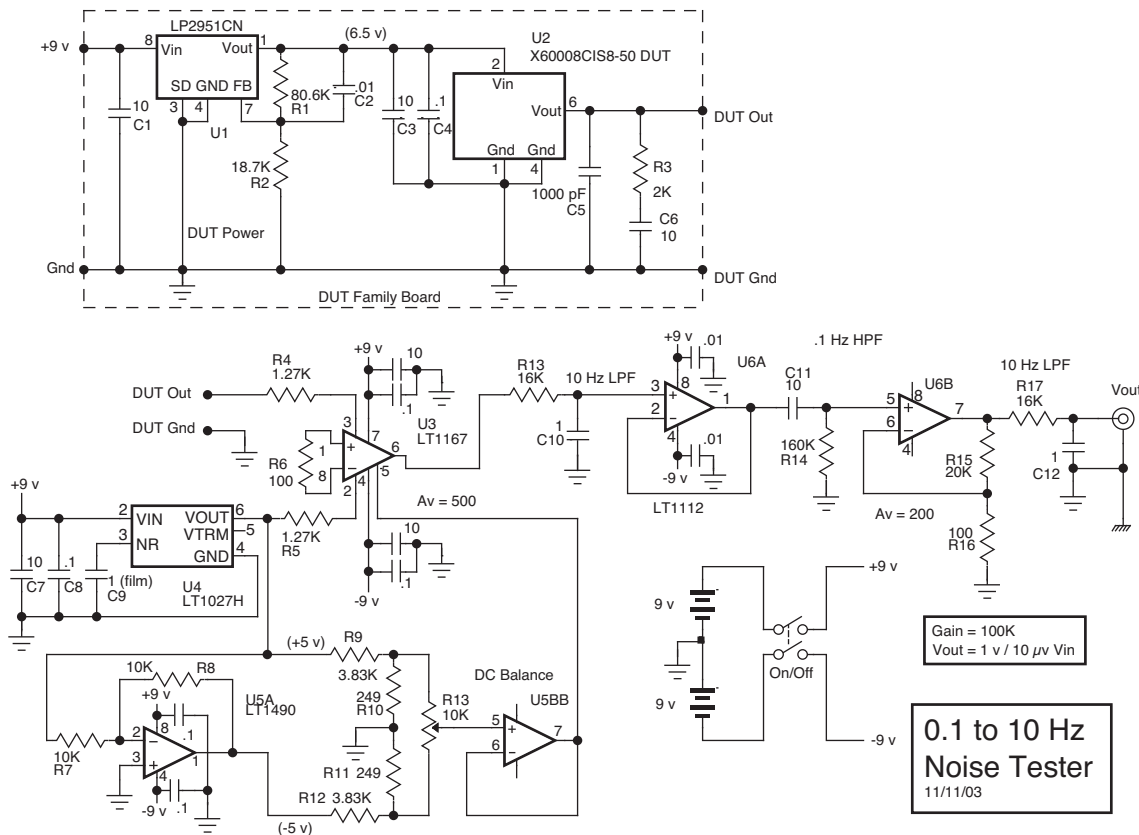 LP2951CN
+9 v
8
Vin
Vout
1
(6.5 v)
SD GND FB
3
4
7
U1
10
C1
80.6K
R1
.01
C2
18.7K
R2
10
C3
.1
C4
U2
X60008CIS8-50 DUT
2
Vin
Vout
6
Gnd
Gnd
1
4
DUT Out
1000 pF
C5
R3
2K
C6
10
DUT Power
Gnd
DUT Gnd
DUT Family Board
R4
1.27K
DUT Out
DUT Gnd
R6
100
1
8
+
−
3
2
7
4
6
5
+9 v
10
.1
U3
LT1167
Av = 500
1.27K
R5
10
.1
-9 v
R13
16K
10 Hz LPF
1
C10
+9 v
.01
U6A
3
2
+
−
8
4
1
.01
-9 v
LT1112
.1 Hz HPF
C11
10
160K
R14
U6B
5
6
+
−
8
4
7
Av = 200
10 Hz LPF
R17
16K
R15
20K
100
R16
1
C12
Vout
+9 v
10
C7
.1
C8
1 (film)
C9
2
VIN
3
NR
VOUT
6
VTRM
5
GND
4
U4
LT1027H
(+5 v)
R9
3.83K
249
R10
R13
10K
DC Balance
U5BB
5
6
+
−
7
R11 249
R12 3.83K
(-5 v)
10K
R8
U5A
LT1490
+9 v
.1
2
3
−
+
8
4
1
10K
R7
-9 v
.1
9 v
9 v
On/Off
+9 v
-9 v
Gain = 100K
Vout = 1 v / 10 µv Vin
0.1 to 10 Hz
Noise Tester
11/11/03